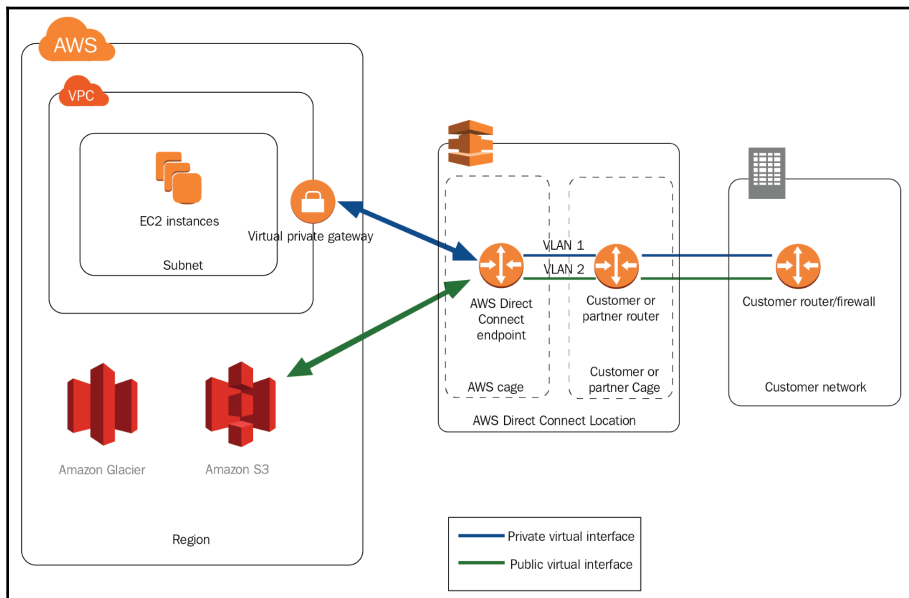 AWS
VPC
EC2 instances
Subnet
Virtual private gateway
Amazon Glacier
Amazon S3
Region
VLAN 1
VLAN 2
AWS Direct
Connect
endpoint
AWS cage
Customer or
partner router
Customer or
partner Cage
AWS Direct Connect Location
Customer router/firewall
Customer network
Private virtual interface
Public virtual interface